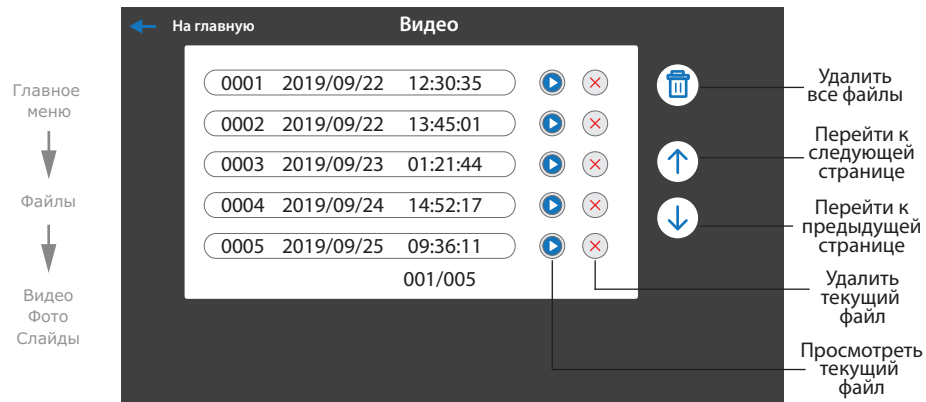 На главную
Видео
Главное
меню
Файлы
Видео
Фото
Слайды
0001 2019/09/22 12:30:35
0002 2019/09/22 13:45:01
0003 2019/09/23 01:21:44
0004 2019/09/24 14:52:17
0005 2019/09/25 09:36:11
001/005
Удалить
все файлы
Перейти к
следующей
странице
Перейти к
предыдущей
странице
Удалить
текущий
файл
Просмотреть
текущий
файл